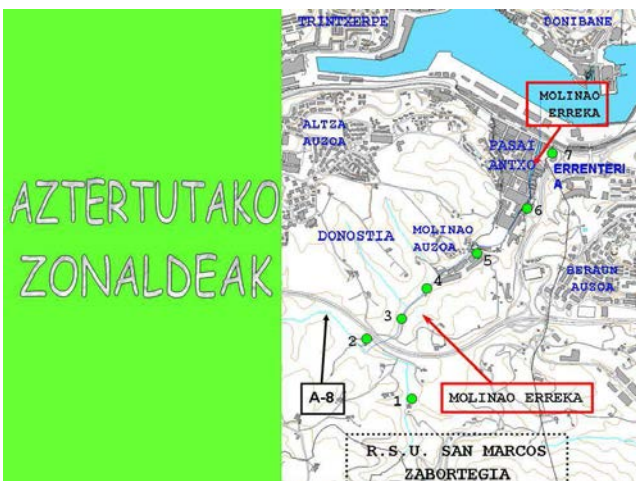 AZTERTUTAKO
ZONALDEAK
TRINTXERPE
DONIBANE
MOLINAO
ERREKA
ALTZA
AUZOA
PASAI
ANTXO
7
ERRENTERI
A
6
DONOSTIA
MOLINAO
AUZOA
5
BERAUN
AUZOA
4
3
2
A-8
1
MOLINAO ERREKA
R.S.U. SAN MARCOS
ZABORTEGIA